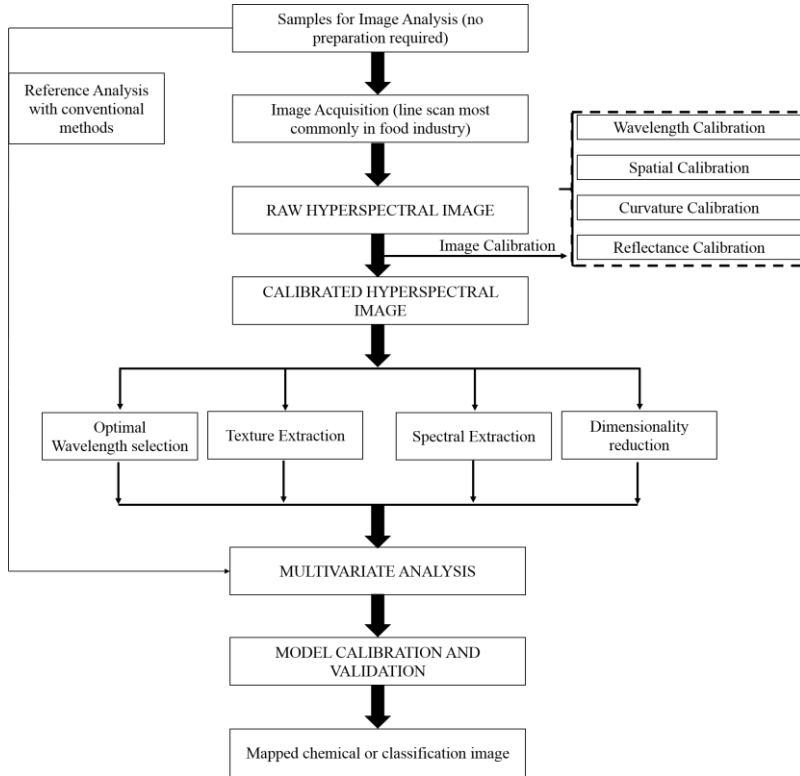 Samples for Image Analysis (no
preparation required)
Reference Analysis
with conventional
methods
Image Acquisition (line scan most
commonly in food industry)
Wavelength Calibration
Spatial Calibration
Curvature Calibration
Reflectance Calibration
RAW HYPERSPECTRAL IMAGE
Image Calibration
CALIBRATED HYPERSPECTRAL
IMAGE
Optimal
Wavelength selection
Texture Extraction
Spectral Extraction
Dimensionality
reduction
MULTIVARIATE ANALYSIS
MODEL CALIBRATION AND
VALIDATION
Mapped chemical or classification image